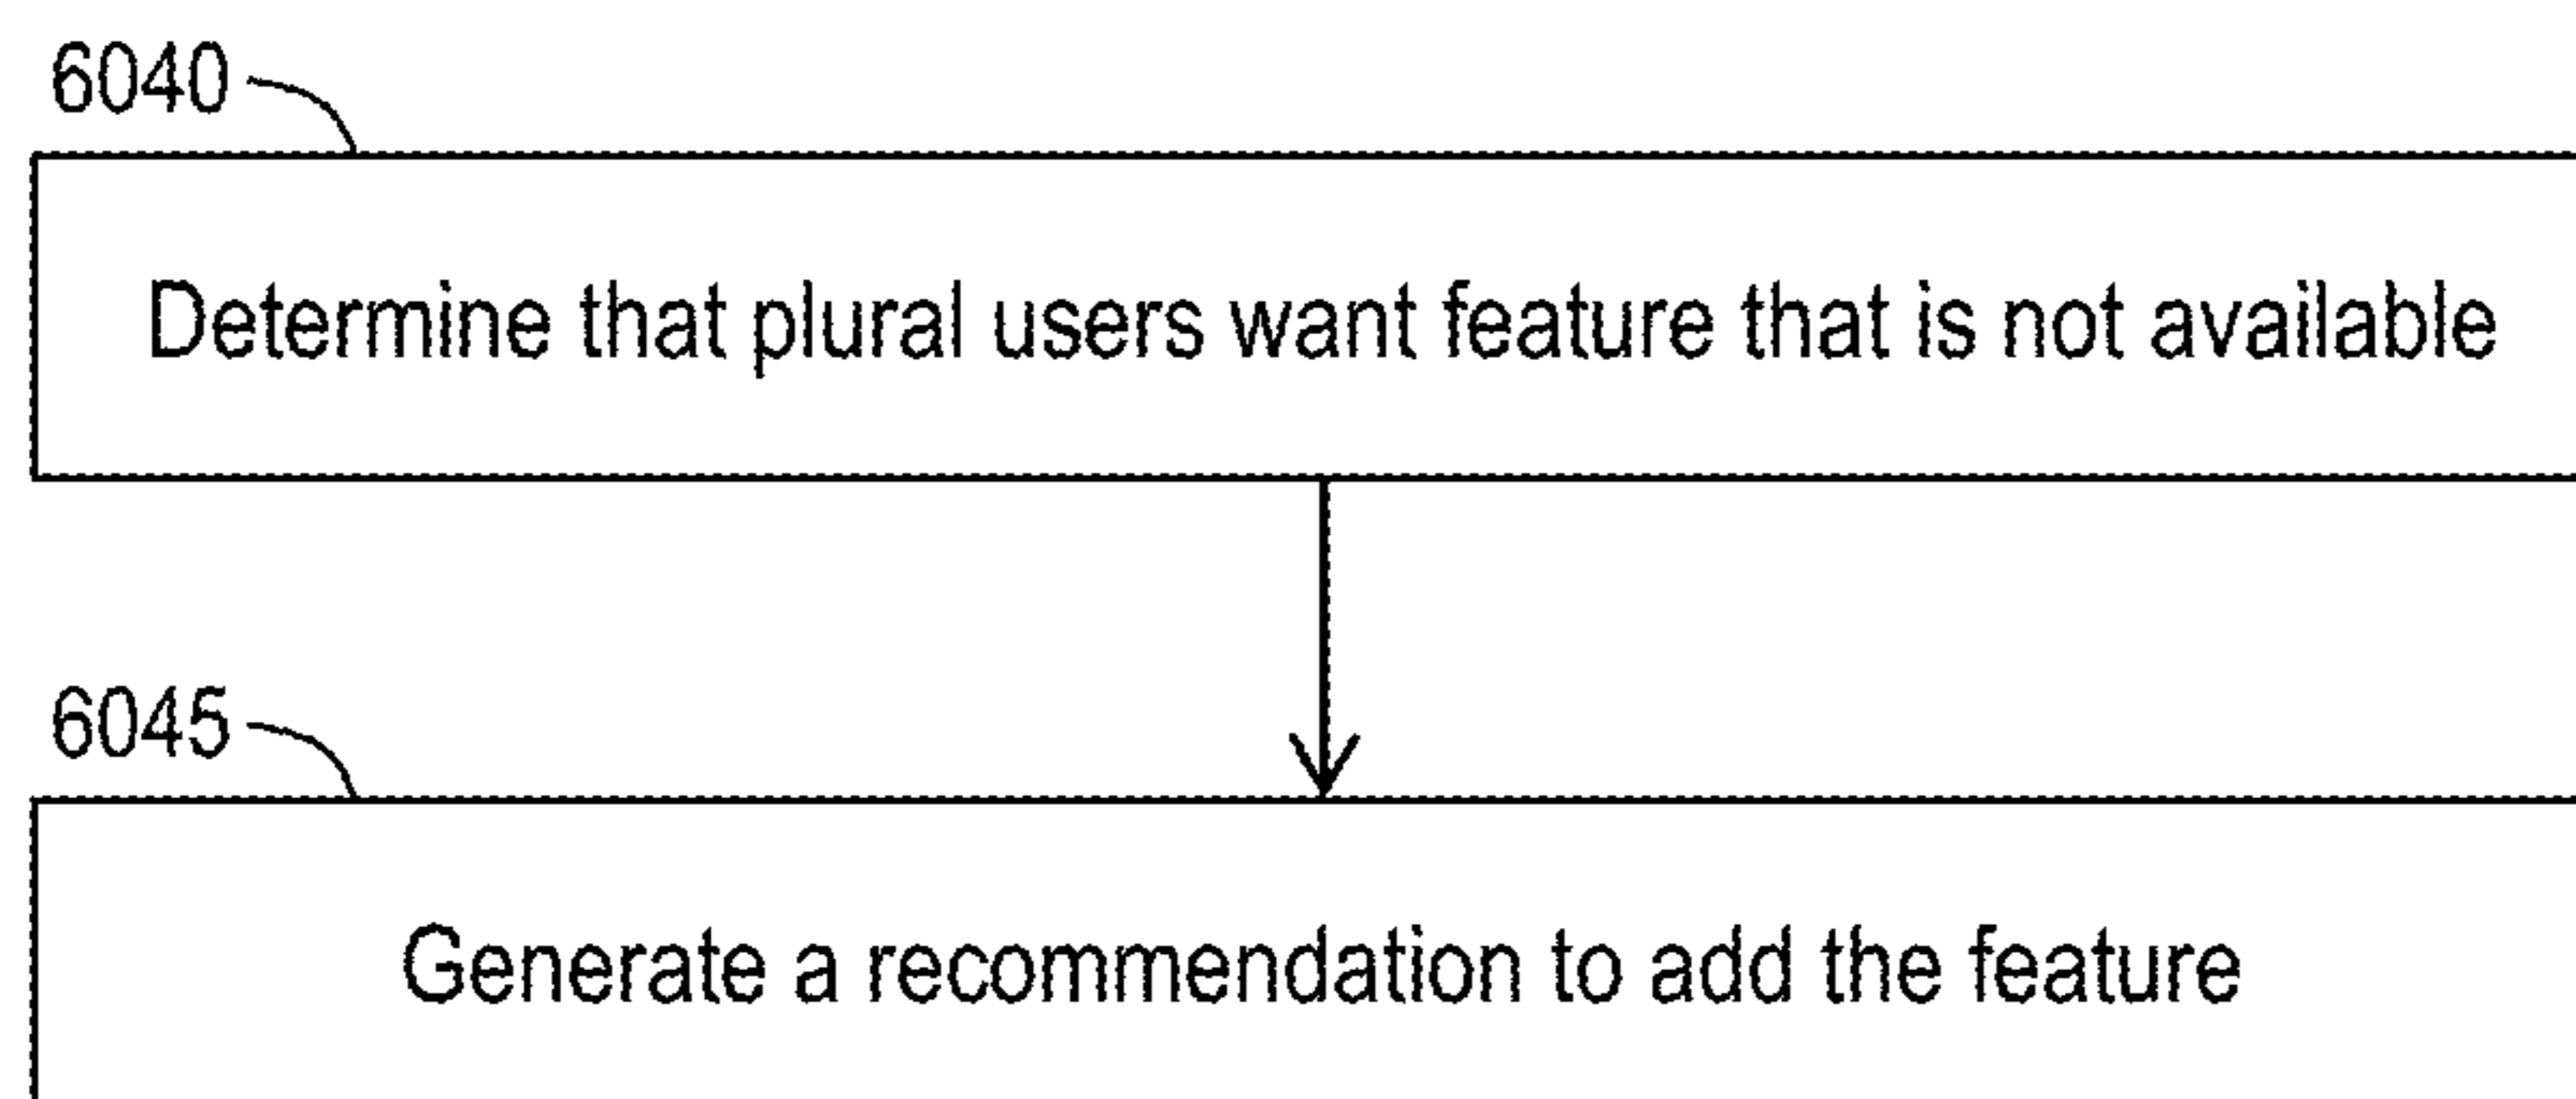 6040
Determine that plural users want feature that is not available
6045
Generate a recommendation to add the feature